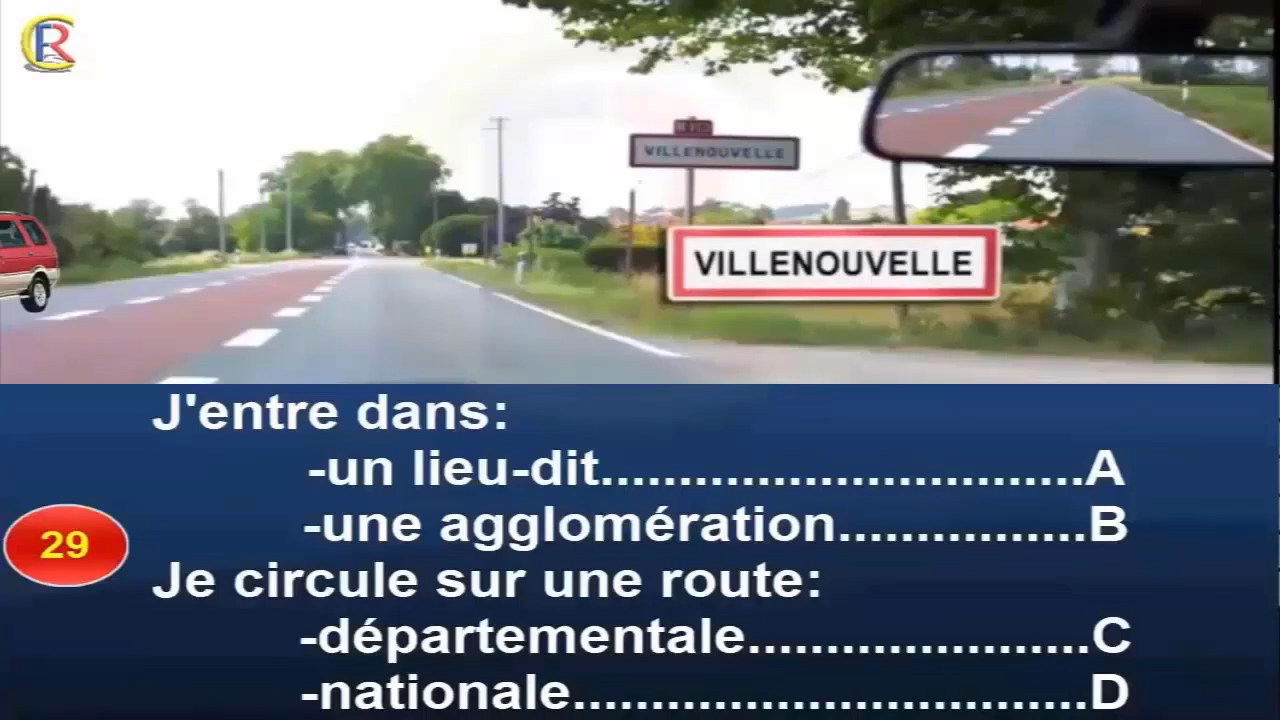 VILLENOUVELLE
VILLENOUVELLE
J'entre dans:
-un lieu-dit...............................A
-une agglomération................B
29
Je circule sur une route:
-départementale......................C
-nationale.................................D